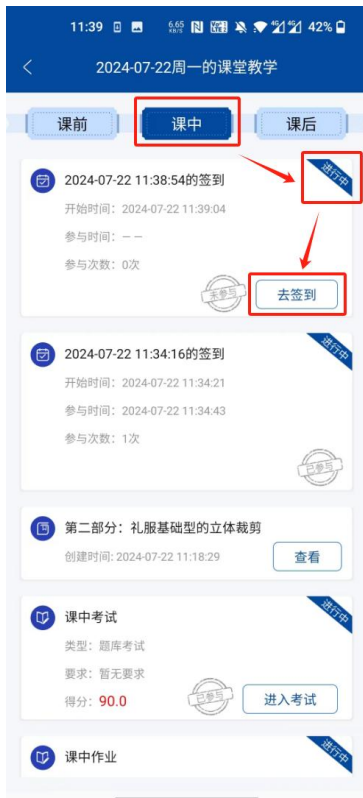 11:39 6.65 KB/S 4G 4G 42%
2024-07-22周一的课堂教学
课前 课中 课后
2024-07-22 11:38:54的签到 进行中
开始时间：2024-07-22 11:39:04
参与时间：－－
参与次数：0次
未参与 去签到
2024-07-22 11:34:16的签到 进行中
开始时间：2024-07-22 11:34:21
参与时间：2024-07-22 11:34:43
参与次数：1次
已参与
第二部分：礼服基础型的立体裁剪
创建时间: 2024-07-22 11:18:29 查看
课中考试 进行中
类型：题库考试
要求：暂无要求
得分：90.0 已参与 进入考试
课中作业 进行中